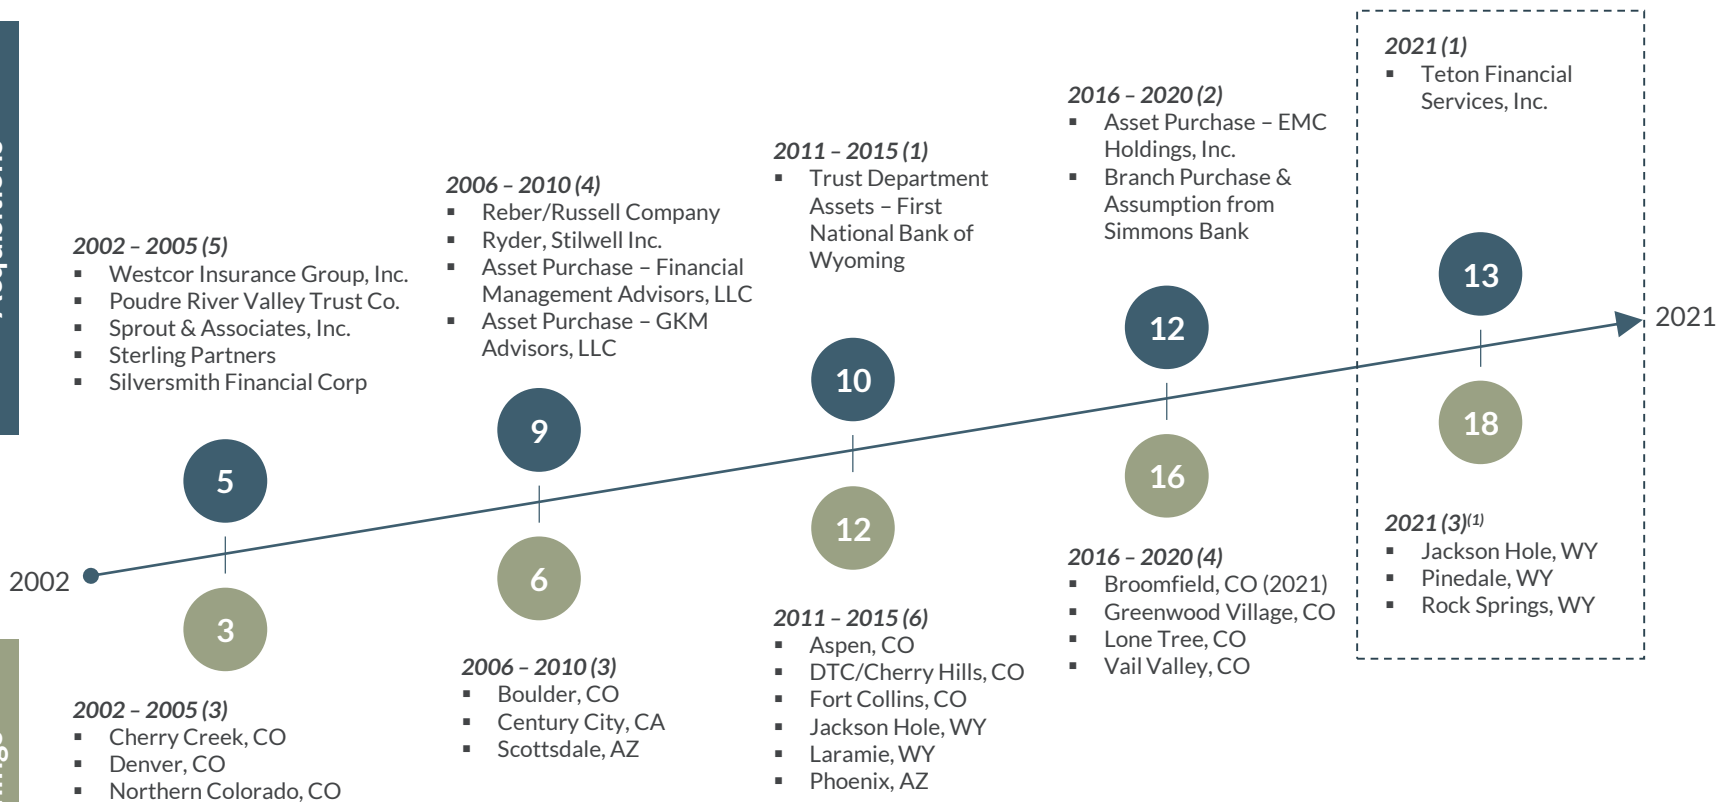 Acquisitions
2002 – 2005 (5)
▪ Westcor Insurance Group, Inc.
▪ Poudre River Valley Trust Co.
▪ Sprout & Associates, Inc.
▪ Sterling Partners
▪ Silversmith Financial Corp
2006 – 2010 (4)
▪ Reber/Russell Company
▪ Ryder, Stilwell Inc.
▪ Asset Purchase – Financial
Management Advisors, LLC
▪ Asset Purchase – GKM
Advisors, LLC
2011 – 2015 (1)
▪ Trust Department
Assets – First
National Bank of
Wyoming
2016 – 2020 (2)
▪ Asset Purchase – EMC
Holdings, Inc.
▪ Branch Purchase &
Assumption from
Simmons Bank
2021 (1)
▪ Teton Financial
Services, Inc.
5
9
10
12
13
2002
2021
3
6
12
16
18
2002 – 2005 (3)
▪ Cherry Creek, CO
▪ Denver, CO
▪ Northern Colorado, CO
2006 – 2010 (3)
▪ Boulder, CO
▪ Century City, CA
▪ Scottsdale, AZ
2011 – 2015 (6)
▪ Aspen, CO
▪ DTC/Cherry Hills, CO
▪ Fort Collins, CO
▪ Jackson Hole, WY
▪ Laramie, WY
▪ Phoenix, AZ
2016 – 2020 (4)
▪ Broomfield, CO (2021)
▪ Greenwood Village, CO
▪ Lone Tree, CO
▪ Vail Valley, CO
2021 (3)(1)
▪ Jackson Hole, WY
▪ Pinedale, WY
▪ Rock Springs, WY